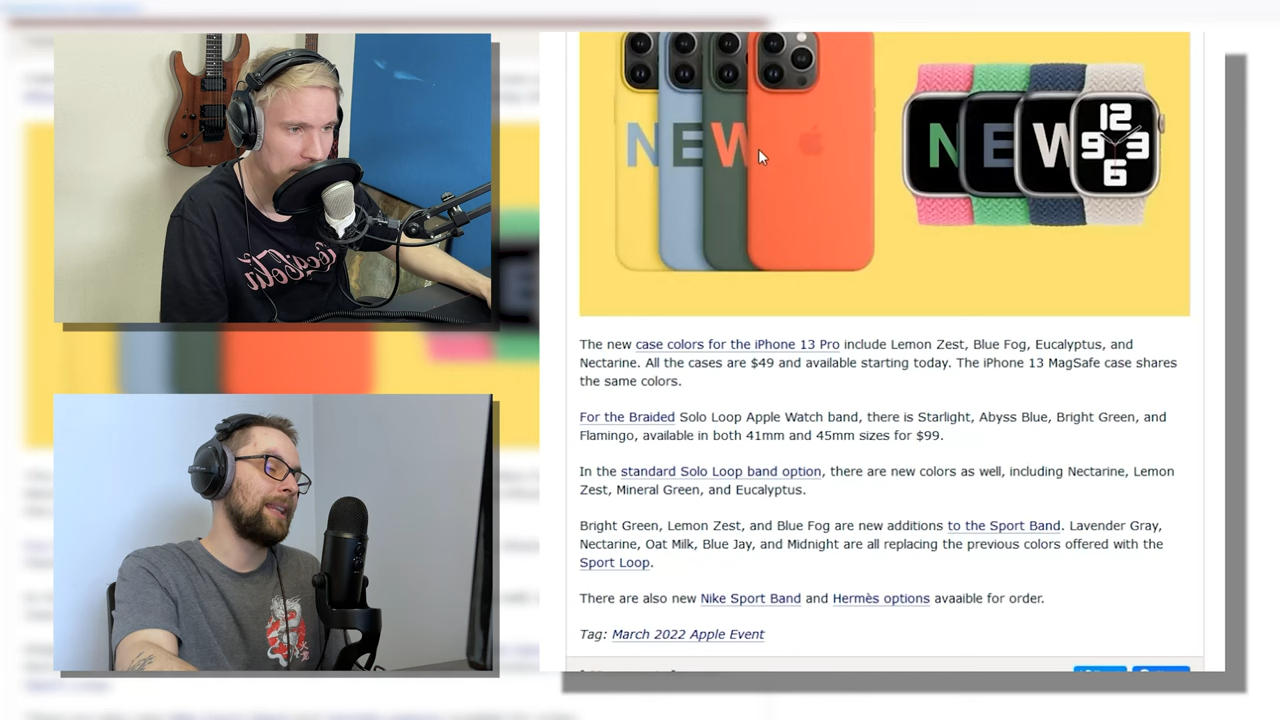 Coca-Cola
NEW
N E W
12
9 3
6
The new case colors for the iPhone 13 Pro include Lemon Zest, Blue Fog, Eucalyptus, and
Nectarine. All the cases are $49 and available starting today. The iPhone 13 MagSafe case shares
the same colors.
For the Braided Solo Loop Apple Watch band, there is Starlight, Abyss Blue, Bright Green, and
Flamingo, available in both 41mm and 45mm sizes for $99.
In the standard Solo Loop band option, there are new colors as well, including Nectarine, Lemon
Zest, Mineral Green, and Eucalyptus.
Bright Green, Lemon Zest, and Blue Fog are new additions to the Sport Band. Lavender Gray,
Nectarine, Oat Milk, Blue Jay, and Midnight are all replacing the previous colors offered with the
Sport Loop.
There are also new Nike Sport Band and Hermès options avaaible for order.
Tag: March 2022 Apple Event